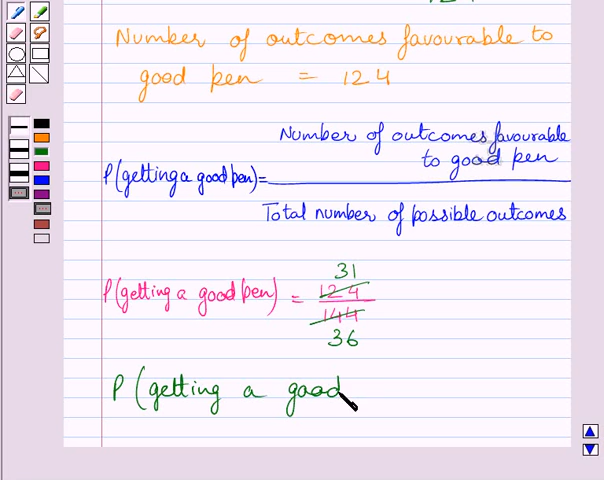 Number of outcomes favourable to
good pen = 124
Number of outcomes favourable
to good pen
P(getting a good pen)=
Total number of possible outcomes
31
P(getting a good pen) = 124
144
36
P (getting a good